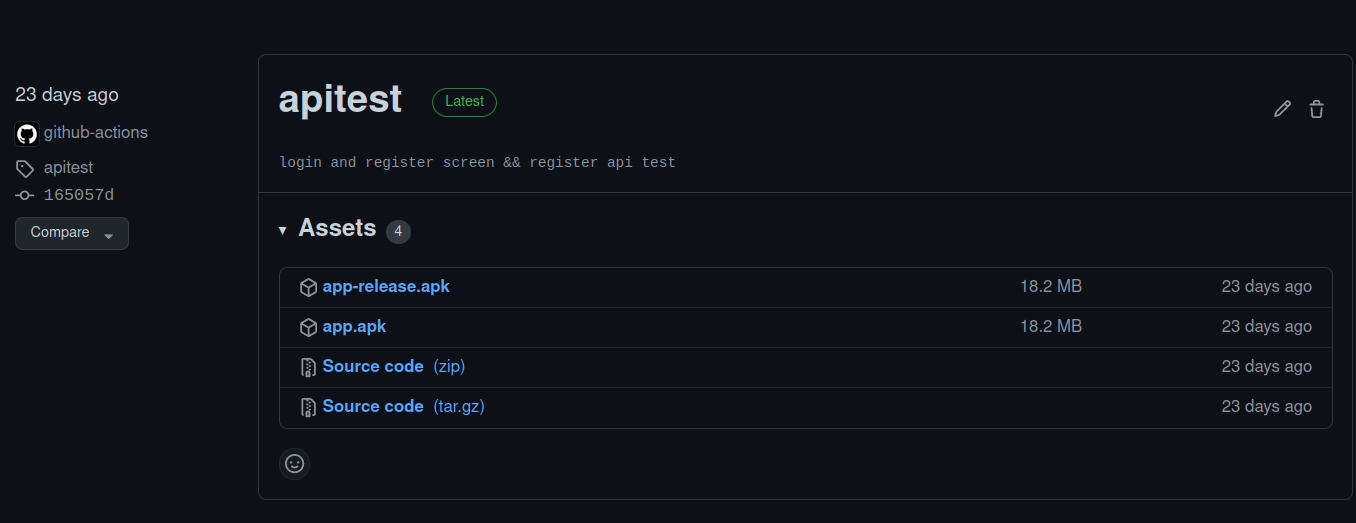 23 days ago
github-actions
apitest
165057d
Compare
apitest Latest
login and register screen && register api test
Assets 4
app-release.apk 18.2 MB 23 days ago
app.apk 18.2 MB 23 days ago
Source code (zip) 23 days ago
Source code (tar.gz) 23 days ago